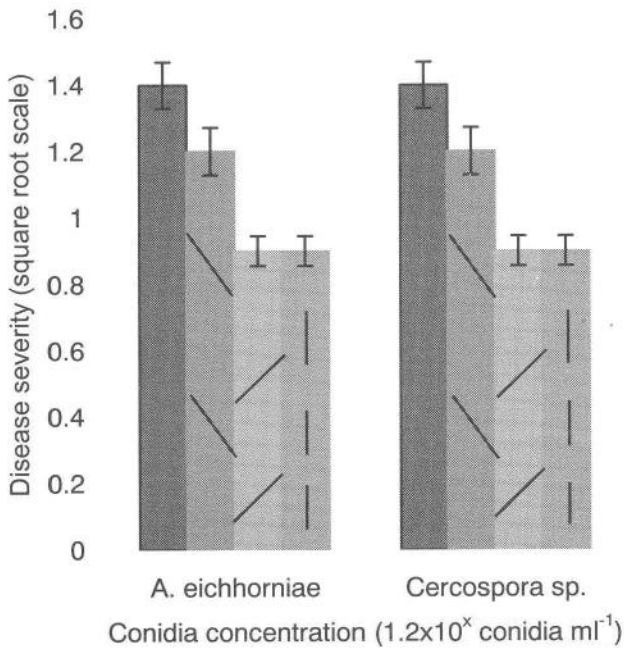 1.6
1.4
1.2
1
0.8
0.6
0.4
0.2
0
Disease severity (square root scale)
A. eichhorniae
Cercospora sp.
Conidia concentration (1.2x10ˣ conidia ml⁻¹)